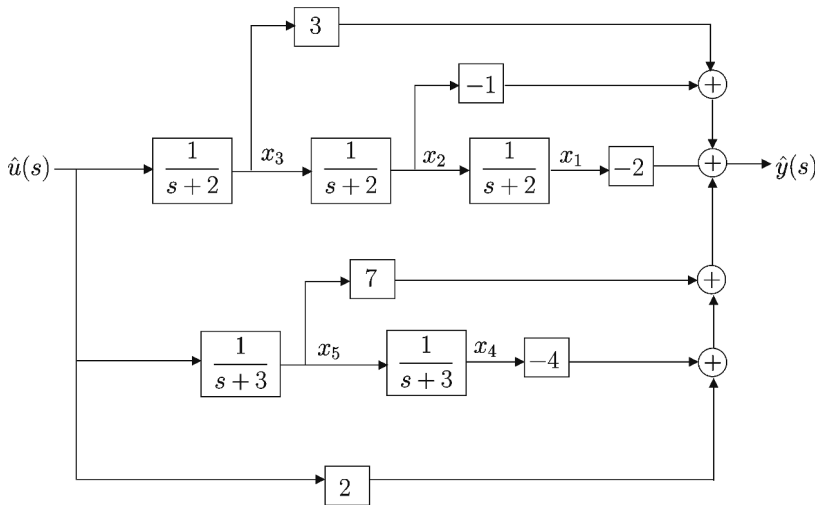 3
−1
û(s)
1/(s + 2)
x₃
1/(s + 2)
x₂
1/(s + 2)
x₁
−2
ŷ(s)
+
+
7
+
1/(s + 3)
x₅
1/(s + 3)
x₄
−4
+
2